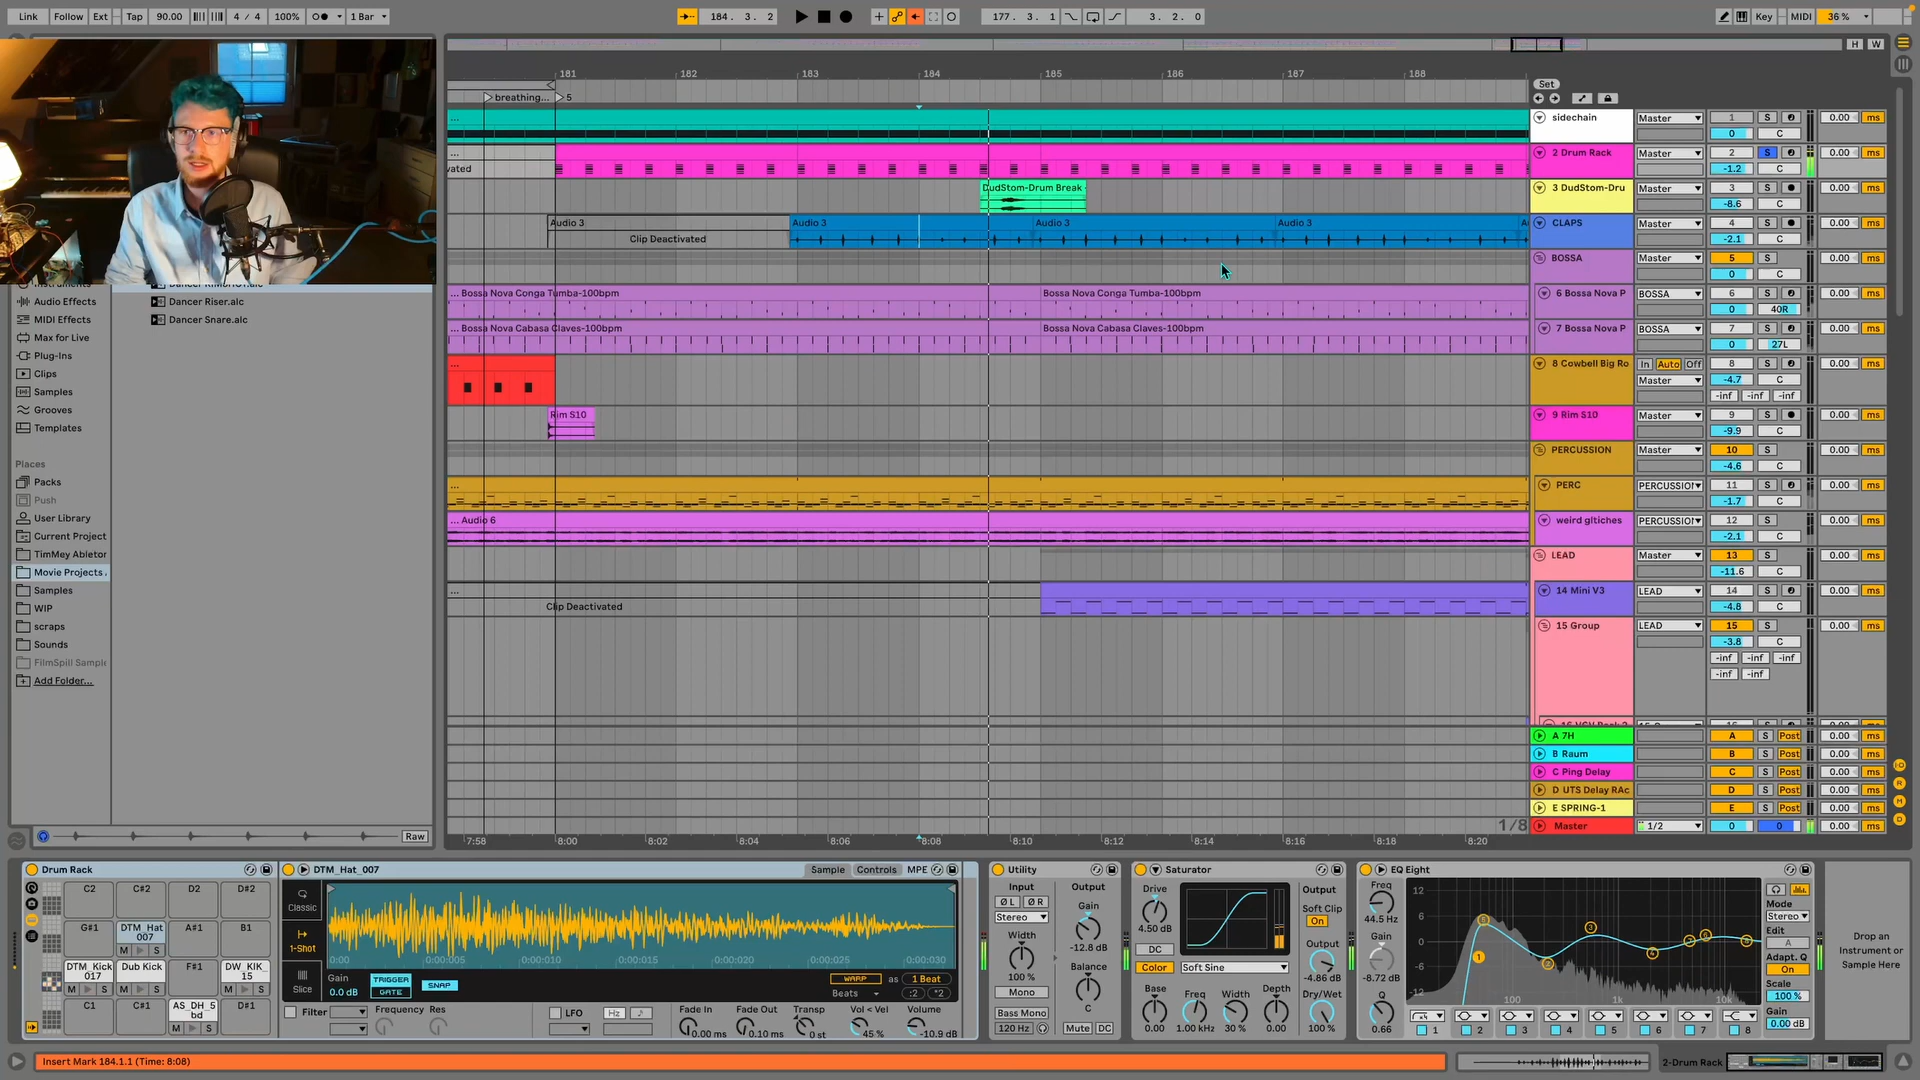 Link Follow Ext Tap 90.00 4 / 4 100% 1 Bar 184. 3. 2 177. 3. 1 3. 2. 0 Key MIDI 36 %
H W
181 182 183 184 185 186 187 188
Set
breathing... 5
... sidechain Master 1 S 0.00 ms
0 C
... 2 Drum Rack Master 2 S 0.00 ms
vated -1.2 C
DudStom-Drum Break 3 DudStom-Dru Master 3 S 0.00 ms
-8.6 C
Audio 3 Audio 3 Audio 3 Audio 3 CLAPS Master 4 S 0.00 ms
Clip Deactivated -2.1 C
BOSSA Master 5 S 0.00 ms
0 C
... Bossa Nova Conga Tumba-100bpm Bossa Nova Conga Tumba-100bpm 6 Bossa Nova P BOSSA 6 S 0.00 ms
0 40R
... Bossa Nova Cabasa Claves-100bpm Bossa Nova Cabasa Claves-100bpm 7 Bossa Nova P BOSSA 7 S 0.00 ms
0 27L
... 8 Cowbell Big Ro In Auto Off 8 S 0.00 ms
Master -4.7 C
-inf -inf -inf
Rim S10 9 Rim S10 Master 9 S 0.00 ms
-9.9 C
PERCUSSION Master 10 S 0.00 ms
-4.6 C
... PERC 11 S 0.00 ms
-1.7 C
... Audio 6 weird gltiches 12 S 0.00 ms
-2.1 C
LEAD Master 13 S 0.00 ms
-11.6 C
... 14 Mini V3 LEAD 14 S 0.00 ms
Clip Deactivated -4.8 C
15 Group LEAD 15 S 0.00 ms
-3.8 C
-inf -inf -inf
-inf -inf
A 7H A S Post 0.00 ms
B Raum B S Post 0.00 ms
C Ping Delay C S Post 0.00 ms
D UTS Delay RAc D S Post 0.00 ms
E SPRING-1 E S Post 0.00 ms
1/8 Master 1/2 0 0 0.00 ms
7:58 8:00 8:02 8:04 8:06 8:08 8:10 8:12 8:14 8:16 8:18 8:20
Audio Effects Dancer Riser.alc
MIDI Effects Dancer Snare.alc
Max for Live
Plug-Ins
Clips
Samples
Grooves
Templates
Places
Packs
Push
User Library
Current Project
TimMey Ableton
Movie Projects
Samples
WIP
scraps
Sounds
FilmSpill Sample
Add Folder...
Raw
Drum Rack
C2 C#2 D2 D#2
G#1 DTM_Hat 007 A#1 B1
M S
DTM_Kick 017 Dub Kick F#1 DW_KIK_ 15
M S M S M S
C1 C#1 AS_DH_5 bd D#1
M S
DTM_Hat_007 Sample Controls MPE
Classic
1-Shot
Slice
0:00 0:00:005 0:00:010 0:00:015 0:00:020 0:00:025 0:00:030
Gain 0.0 dB TRIGGER GATE SNAP WARP as 1 Beat
Beats :2 *2
Filter Frequency Res LFO Hz Fade In Fade Out Transp Vol < Vel Volume
0.00 ms 0.10 ms 0 st 45% -10.9 dB
Utility
Input Output
Ø L Ø R Gain
Stereo -12.8 dB
Width
100 % Balance
Mono C
Bass Mono
120 Hz Mute DC
Saturator
Drive Output
4.50 dB Soft Clip
On
DC Output
Color Soft Sine -4.86 dB
Base Freq Width Depth Dry/Wet
0.00 1.00 kHz 30 % 0.00 100 %
EQ Eight
Freq 12 Mode
44.5 Hz 6 Stereo
Gain 0 Edit
A
-8.72 dB -6 Adapt. Q
On
Q -12 100 1k 10k Scale
0.66 100 %
Gain
1 2 3 4 5 6 7 8 0.00 dB
Drop an
Instrument or
Sample Here
Insert Mark 184.1.1 (Time: 8:08) 2-Drum Rack